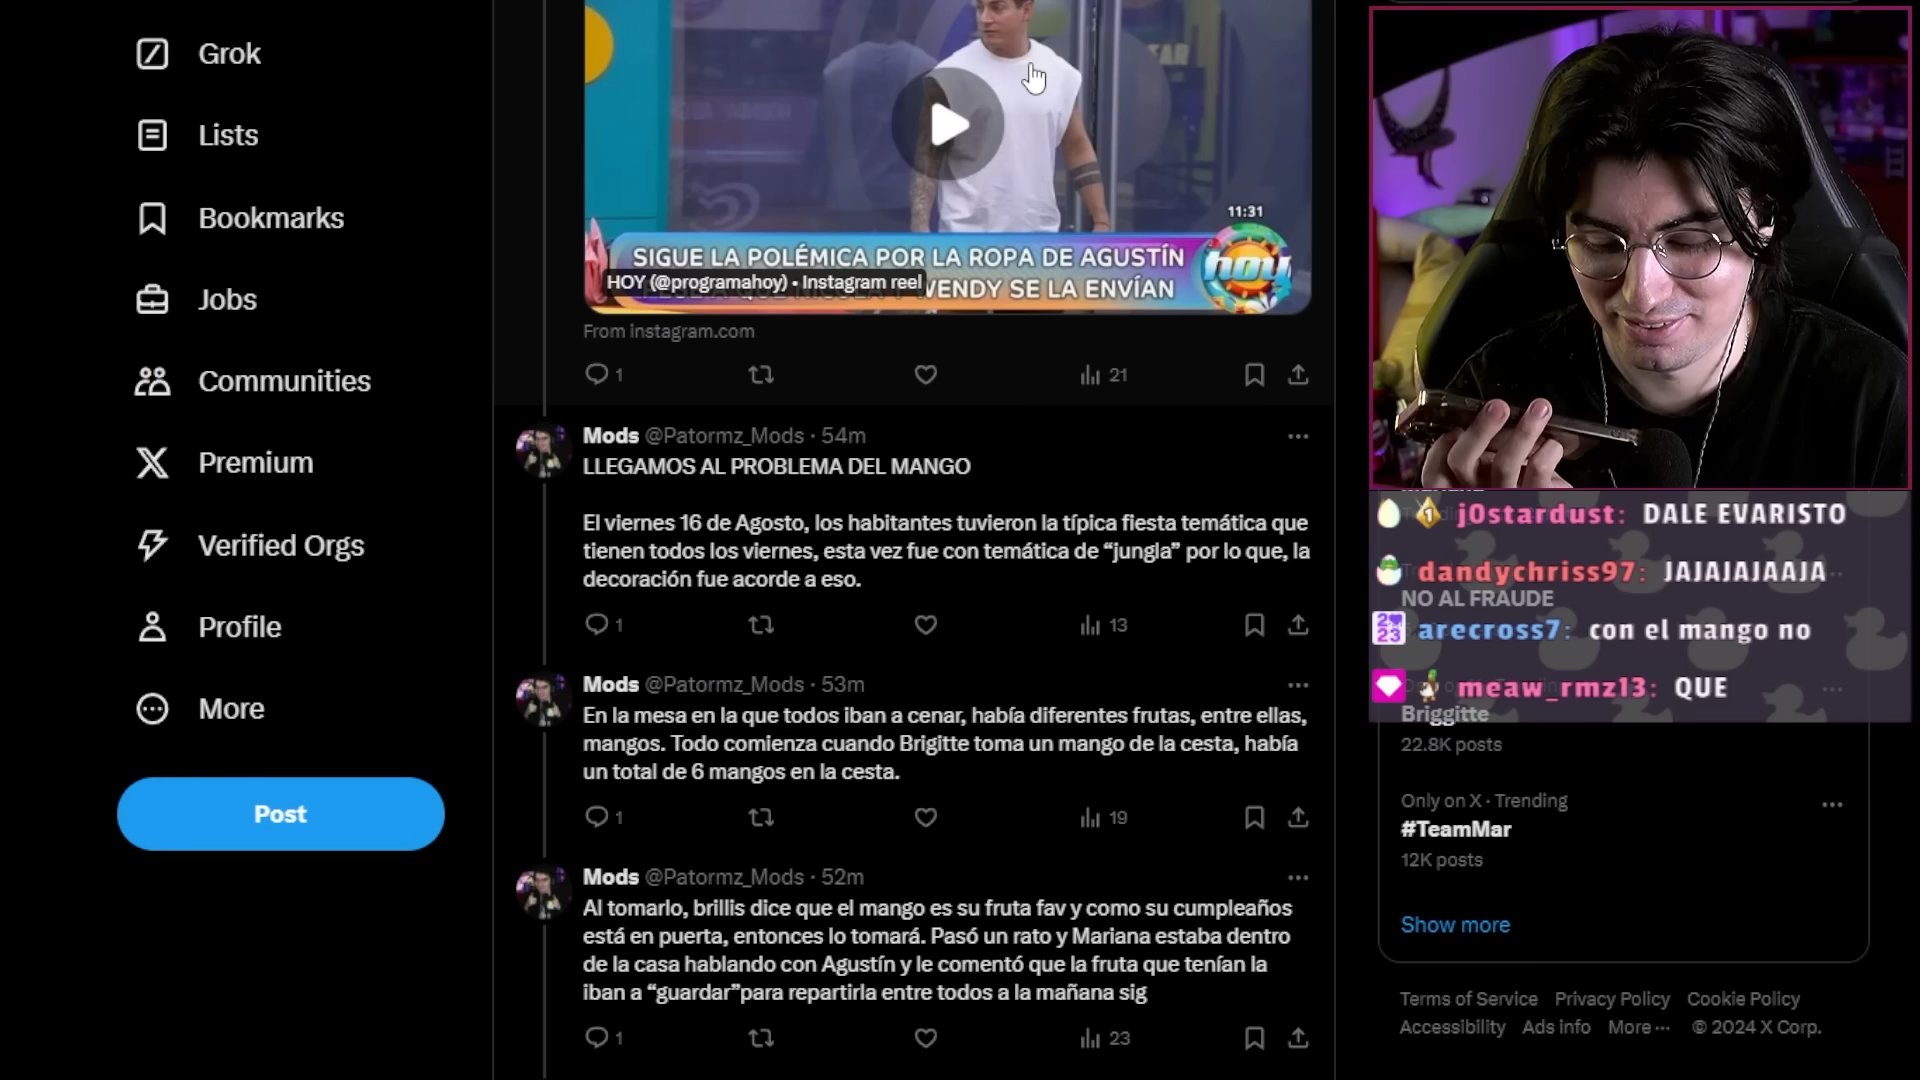 Grok
Lists
Bookmarks
Jobs
Communities
Premium
Verified Orgs
Profile
More
Post
11:31
SIGUE LA POLÉMICA POR LA ROPA DE AGUSTÍN
HOY (@programahoy) • Instagram reel
WENDY SE LA ENVÍAN
hoy
From instagram.com
1
21
Mods @Patormz_Mods · 54m
LLEGAMOS AL PROBLEMA DEL MANGO
El viernes 16 de Agosto, los habitantes tuvieron la típica fiesta temática que
tienen todos los viernes, esta vez fue con temática de “jungla” por lo que, la
decoración fue acorde a eso.
1
13
Mods @Patormz_Mods · 53m
En la mesa en la que todos iban a cenar, había diferentes frutas, entre ellas,
mangos. Todo comienza cuando Brigitte toma un mango de la cesta, había
un total de 6 mangos en la cesta.
1
19
Mods @Patormz_Mods · 52m
Al tomarlo, brillis dice que el mango es su fruta fav y como su cumpleaños
está en puerta, entonces lo tomará. Pasó un rato y Mariana estaba dentro
de la casa hablando con Agustín y le comentó que la fruta que tenían la
iban a “guardar”para repartirla entre todos a la mañana sig
1
23
j0stardust: DALE EVARISTO
dandychriss97: JAJAJAJAAJA
NO AL FRAUDE
arecross7: con el mango no
meaw_rmz13: QUE
Briggitte
22.8K posts
Only on X · Trending
#TeamMar
12K posts
Show more
Terms of Service Privacy Policy Cookie Policy
Accessibility Ads info More ··· © 2024 X Corp.